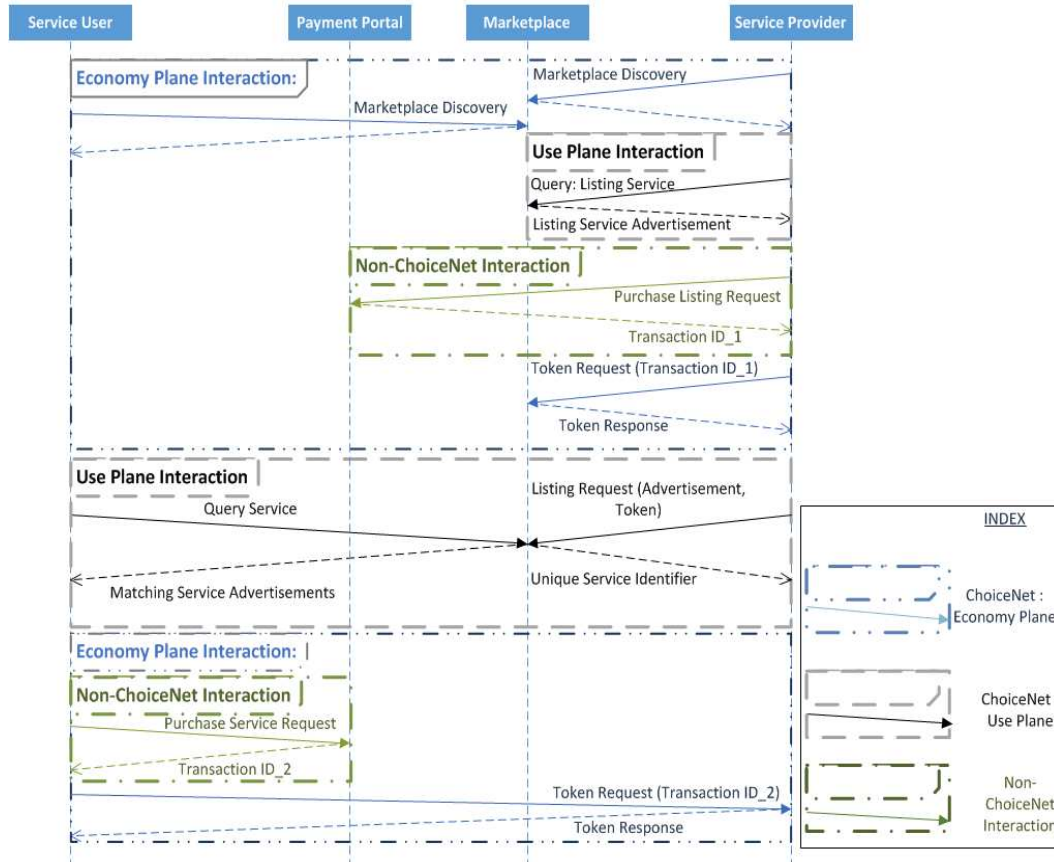 Service User
Payment Portal
Marketplace
Service Provider
Economy Plane Interaction:
Marketplace Discovery
Marketplace Discovery
Use Plane Interaction
Query: Listing Service
Listing Service Advertisement
Non-ChoiceNet Interaction
Purchase Listing Request
Transaction ID_1
Token Request (Transaction ID_1)
Token Response
Use Plane Interaction
Query Service
Listing Request (Advertisement,
Token)
Matching Service Advertisements
Unique Service Identifier
Economy Plane Interaction:
Non-ChoiceNet Interaction
Purchase Service Request
Transaction ID_2
Token Request (Transaction ID_2)
Token Response
INDEX
ChoiceNet :
Economy Plane
ChoiceNet
Use Plane
Non-
ChoiceNet
Interaction